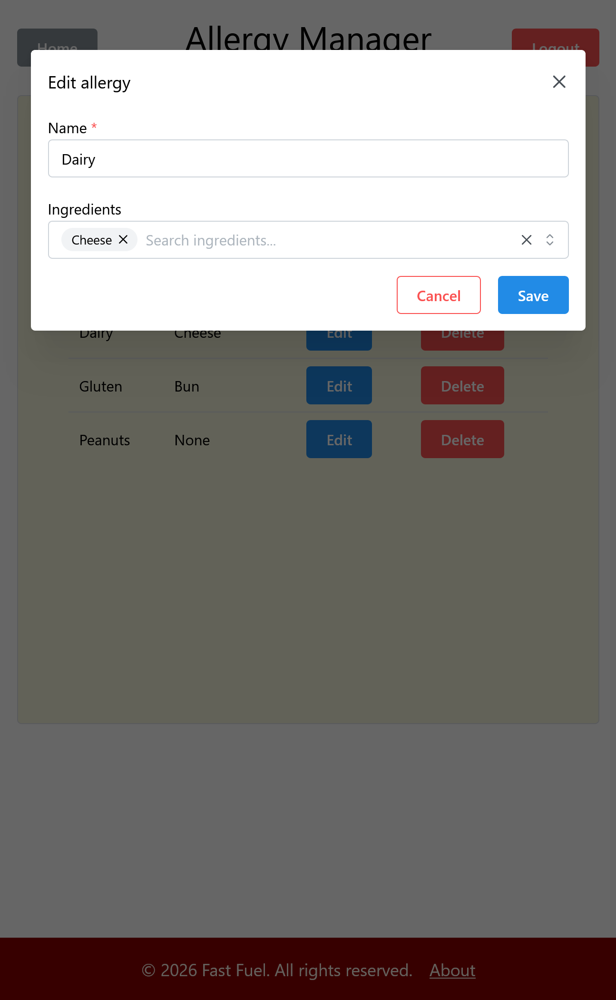 Home
Allergy Manager
Logout
Edit allergy
Name *
Dairy
Ingredients
Cheese
Search ingredients...
Cancel
Save
Dairy Cheese Edit Delete
Gluten Bun Edit Delete
Peanuts None Edit Delete
© 2026 Fast Fuel. All rights reserved. About